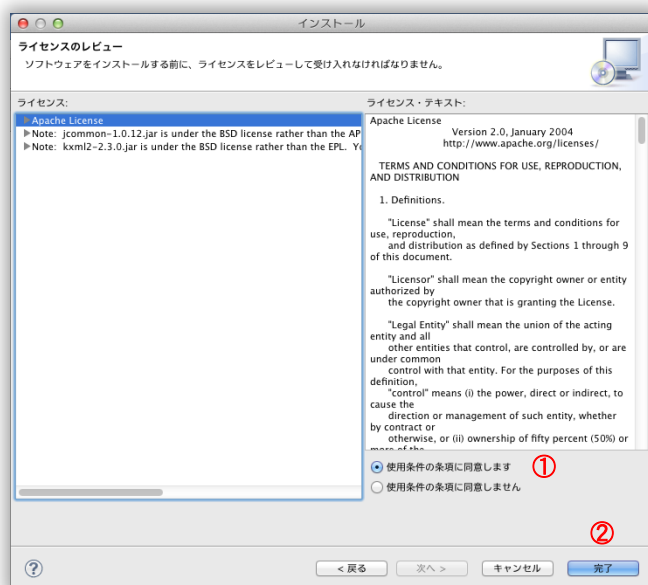 インストール
ライセンスのレビュー
ソフトウェアをインストールする前に、ライセンスをレビューして受け入れなければなりません。
ライセンス:
Apache License
Note: jcommon-1.0.12.jar is under the BSD license rather than the AP
Note: kxml2-2.3.0.jar is under the BSD license rather than the EPL. Yo
ライセンス・テキスト:
Apache License
Version 2.0, January 2004
http://www.apache.org/licenses/
TERMS AND CONDITIONS FOR USE, REPRODUCTION,
AND DISTRIBUTION
1. Definitions.
"License" shall mean the terms and conditions for
use, reproduction,
and distribution as defined by Sections 1 through 9
of this document.
"Licensor" shall mean the copyright owner or entity
authorized by
the copyright owner that is granting the License.
"Legal Entity" shall mean the union of the acting
entity and all
other entities that control, are controlled by, or are
under common
control with that entity. For the purposes of this
definition,
"control" means (i) the power, direct or indirect, to
cause the
direction or management of such entity, whether
by contract or
otherwise, or (ii) ownership of fifty percent (50%) or
more of the
使用条件の条項に同意します ①
使用条件の条項に同意しません
②
? < 戻る 次へ > キャンセル 完了